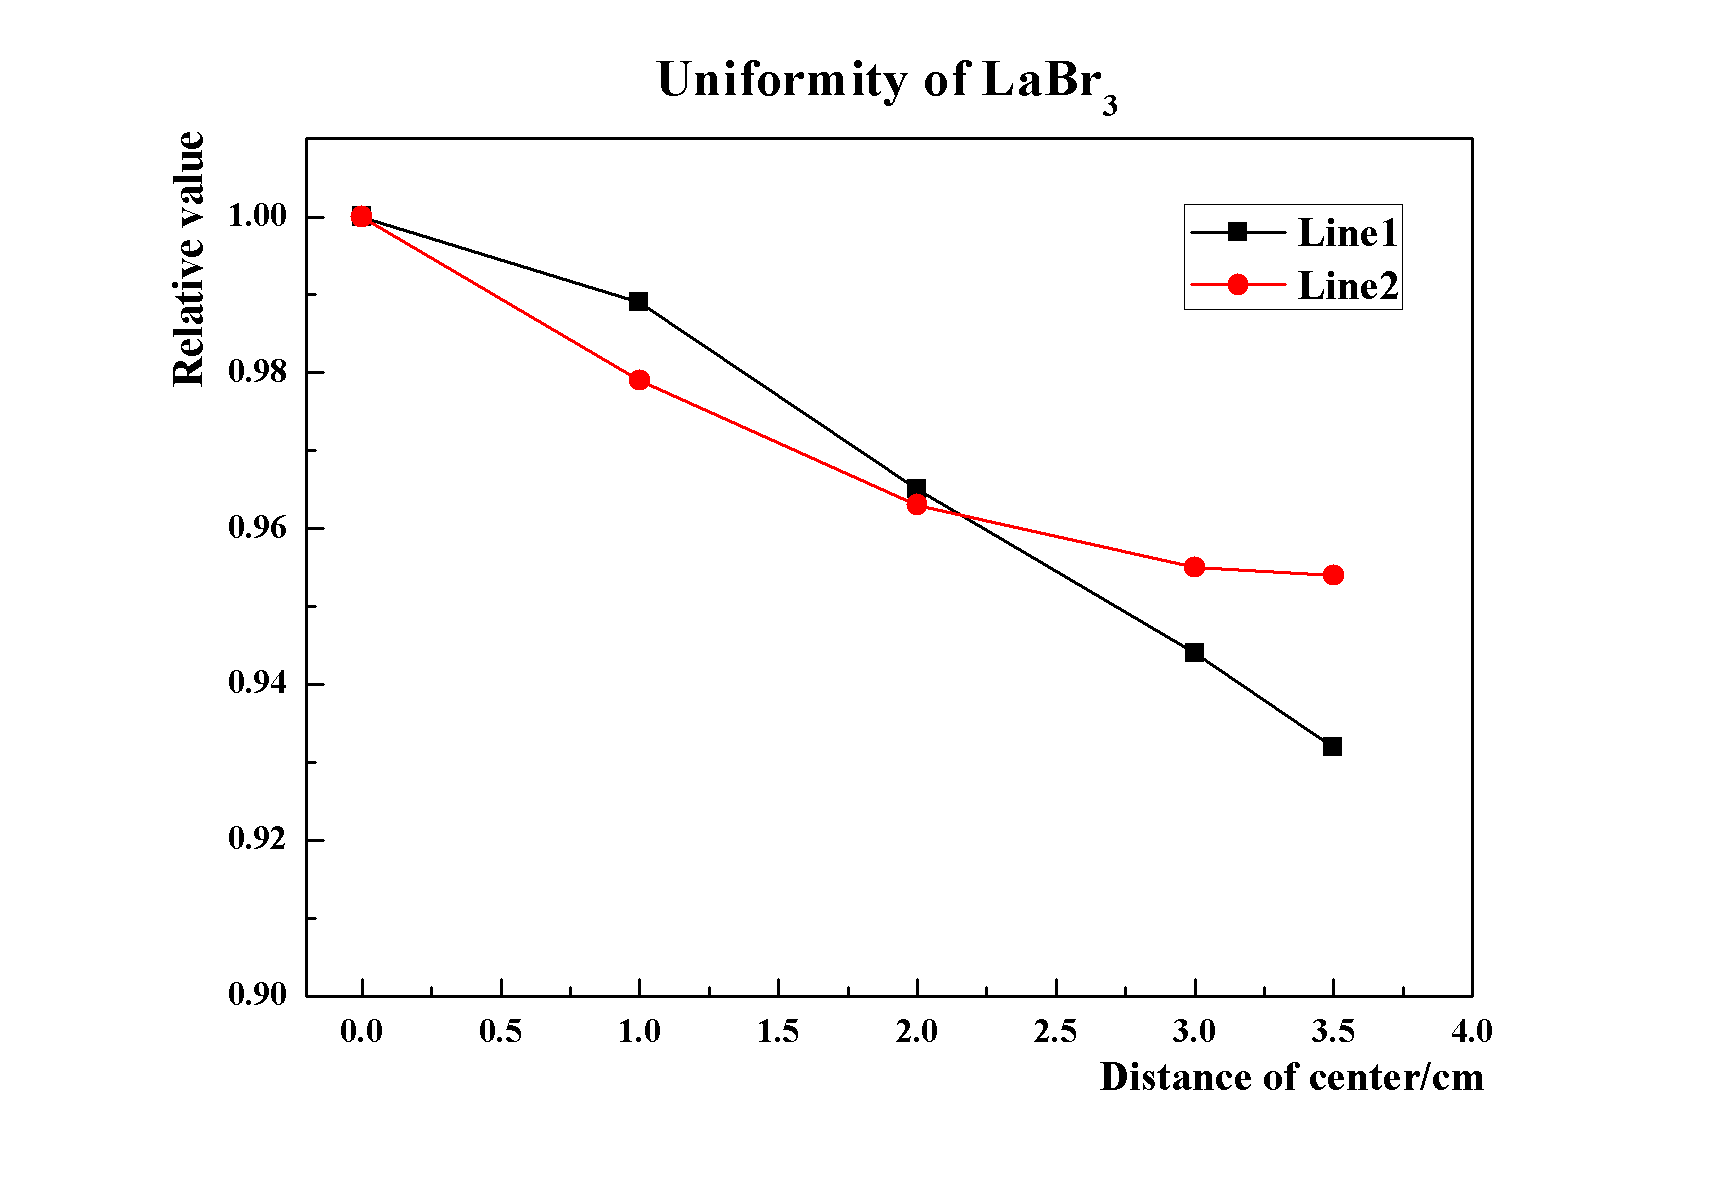 Uniformity of LaBr₃
Relative value
1.00
0.98
0.96
0.94
0.92
0.90
Line1
Line2
0.0 0.5 1.0 1.5 2.0 2.5 3.0 3.5 4.0
Distance of center/cm